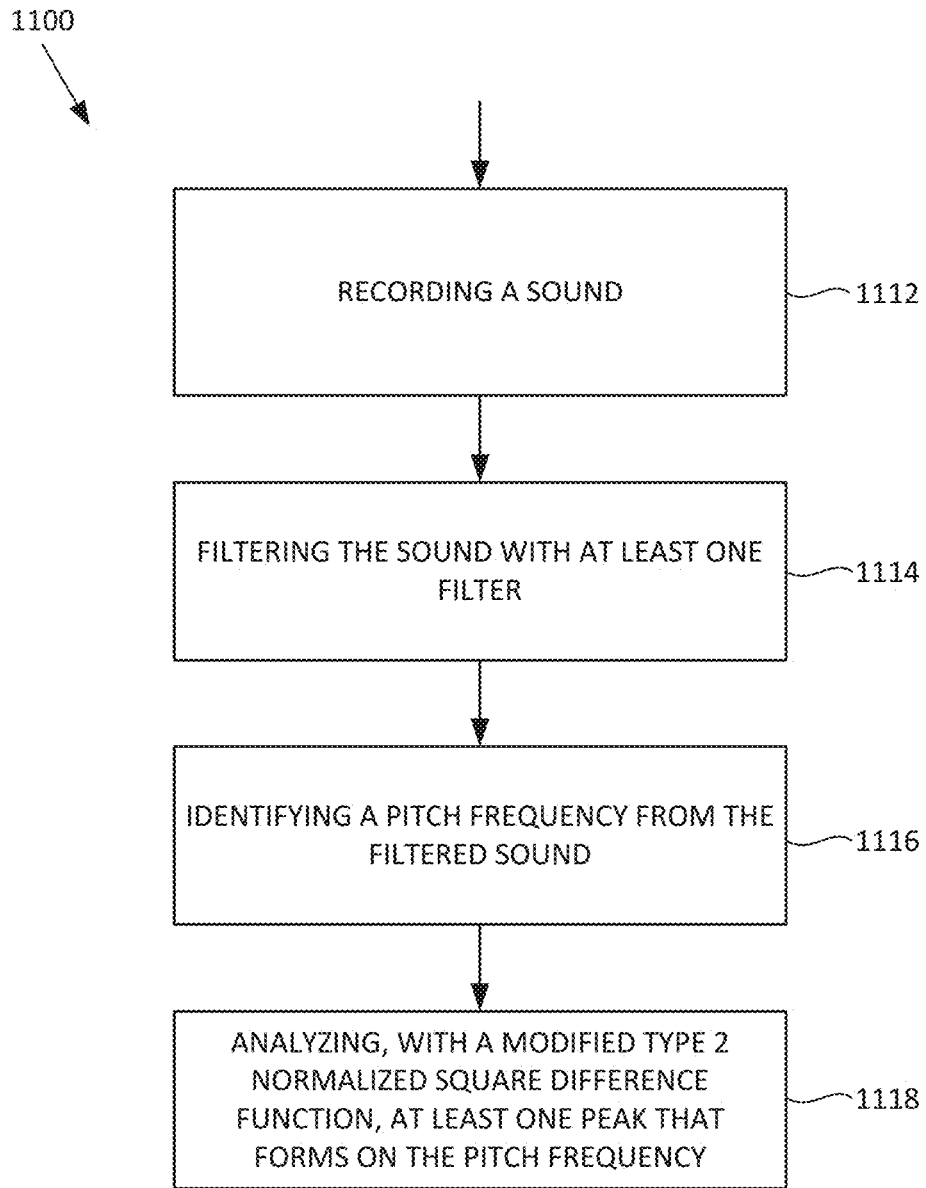 1100
RECORDING A SOUND
1112
FILTERING THE SOUND WITH AT LEAST ONE
FILTER
1114
IDENTIFYING A PITCH FREQUENCY FROM THE
FILTERED SOUND
1116
ANALYZING, WITH A MODIFIED TYPE 2
NORMALIZED SQUARE DIFFERENCE
FUNCTION, AT LEAST ONE PEAK THAT
FORMS ON THE PITCH FREQUENCY
1118